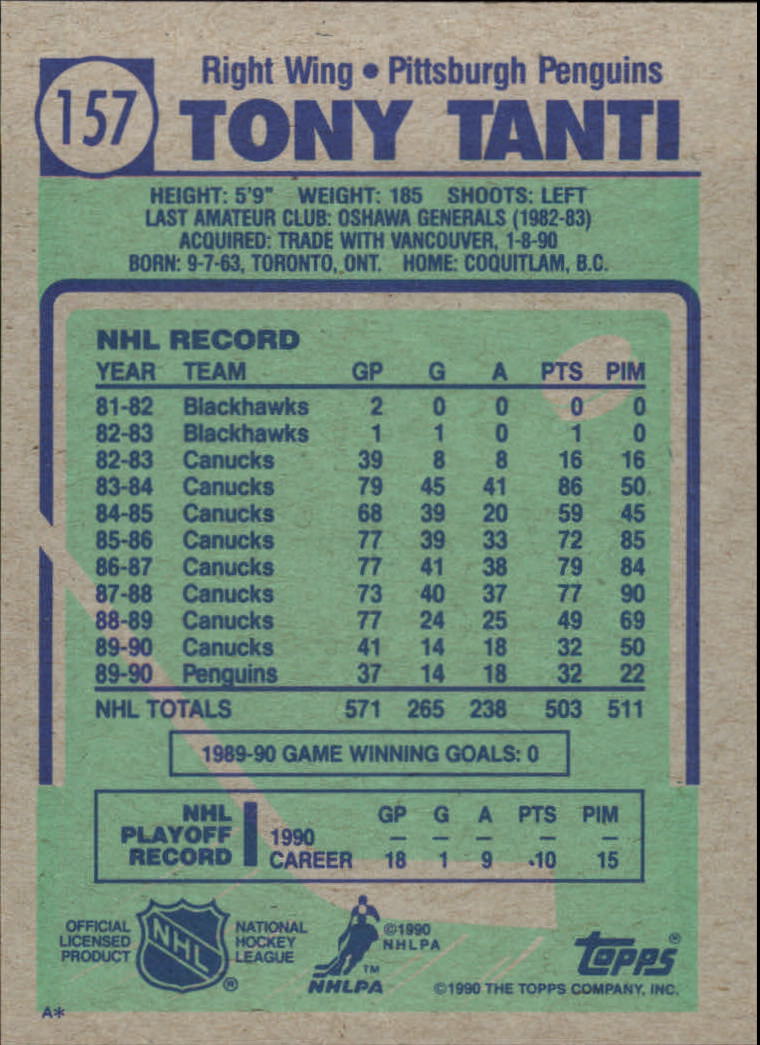 157
Right Wing • Pittsburgh Penguins
TONY TANTI
HEIGHT: 5'9" WEIGHT: 185 SHOOTS: LEFT
LAST AMATEUR CLUB: OSHAWA GENERALS (1982-83)
ACQUIRED: TRADE WITH VANCOUVER, 1-8-90
BORN: 9-7-63, TORONTO, ONT. HOME: COQUITLAM, B.C.
NHL RECORD
YEAR TEAM GP G A PTS PIM
81-82 Blackhawks 2 0 0 0 0
82-83 Blackhawks 1 1 0 1 0
82-83 Canucks 39 8 8 16 16
83-84 Canucks 79 45 41 86 50
84-85 Canucks 68 39 20 59 45
85-86 Canucks 77 39 33 72 85
86-87 Canucks 77 41 38 79 84
87-88 Canucks 73 40 37 77 90
88-89 Canucks 77 24 25 49 69
89-90 Canucks 41 14 18 32 50
89-90 Penguins 37 14 18 32 22
NHL TOTALS 571 265 238 503 511
1989-90 GAME WINNING GOALS: 0
NHL PLAYOFF RECORD
GP G A PTS PIM
1990 – – – – –
CAREER 18 1 9 10 15
OFFICIAL LICENSED PRODUCT
NHL ®
NATIONAL HOCKEY LEAGUE
©1990 NHLPA
TM
NHLPA
topps®
©1990 THE TOPPS COMPANY, INC.
A*